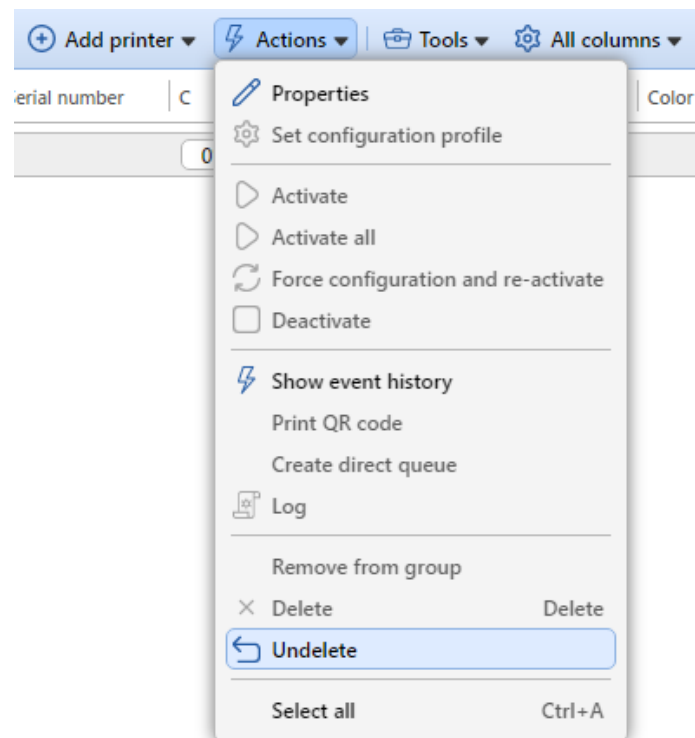 Add printer Actions Tools All columns
Serial number C Color
0
Properties
Set configuration profile
Activate
Activate all
Force configuration and re-activate
Deactivate
Show event history
Print QR code
Create direct queue
Log
Remove from group
Delete Delete
Undelete
Select all Ctrl+A